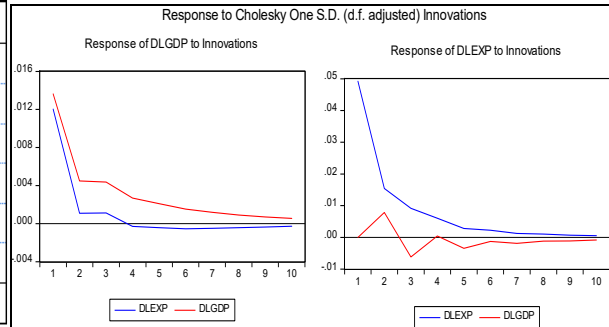 Response to Cholesky One S.D. (d.f. adjusted) Innovations
Response of DLGDP to Innovations
.016
.012
.008
.004
.000
-.004
1 2 3 4 5 6 7 8 9 10
DLEXP DLGDP
Response of DLEXP to Innovations
.05
.04
.03
.02
.01
.00
-.01
1 2 3 4 5 6 7 8 9 10
DLEXP DLGDP